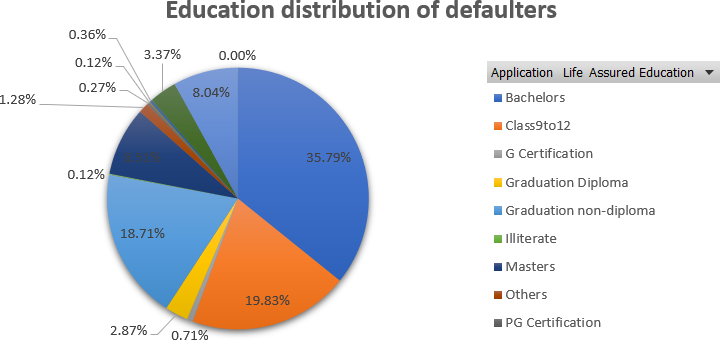 Education distribution of defaulters
0.36%
3.37%
0.00%
0.12%
0.27%
1.28%
8.04%
35.79%
0.12%
18.71%
19.83%
2.87%
0.71%
Application Life Assured Education
Bachelors
Class9to12
G Certification
Graduation Diploma
Graduation non-diploma
Illiterate
Masters
Others
PG Certification